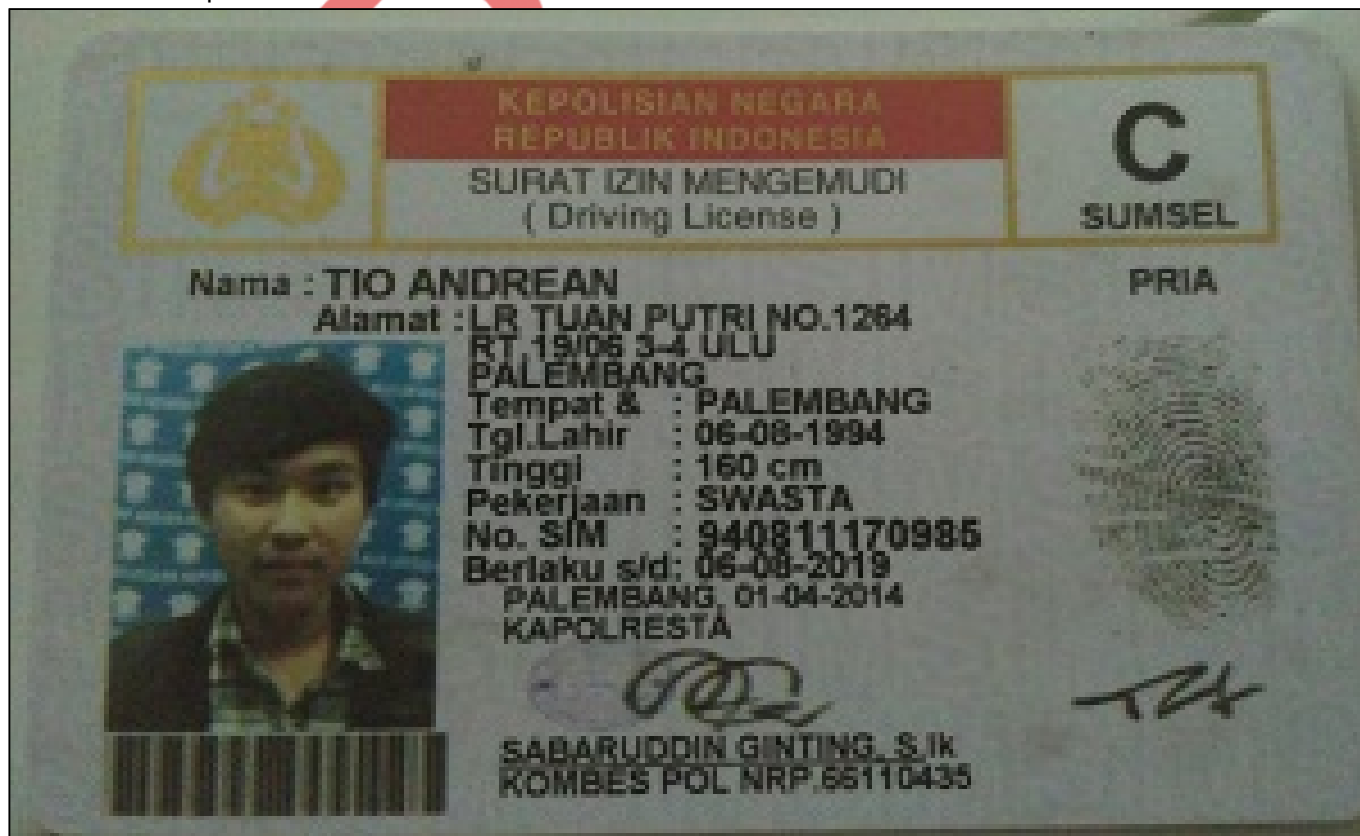 KEPOLISIAN NEGARA
REPUBLIK INDONESIA
SURAT IZIN MENGEMUDI
( Driving License )
C
SUMSEL
Nama : TIO ANDREAN
PRIA
Alamat : LR TUAN PUTRI NO.1264
RT.19/06 3-4 ULU
PALEMBANG
Tempat & : PALEMBANG
Tgl.Lahir : 06-08-1994
Tinggi : 160 cm
Pekerjaan : SWASTA
No. SIM : 940811170985
Berlaku s/d: 06-08-2019
PALEMBANG, 01-04-2014
KAPOLRESTA
SABARUDDIN GINTING, S.Ik
KOMBES POL NRP.66110435